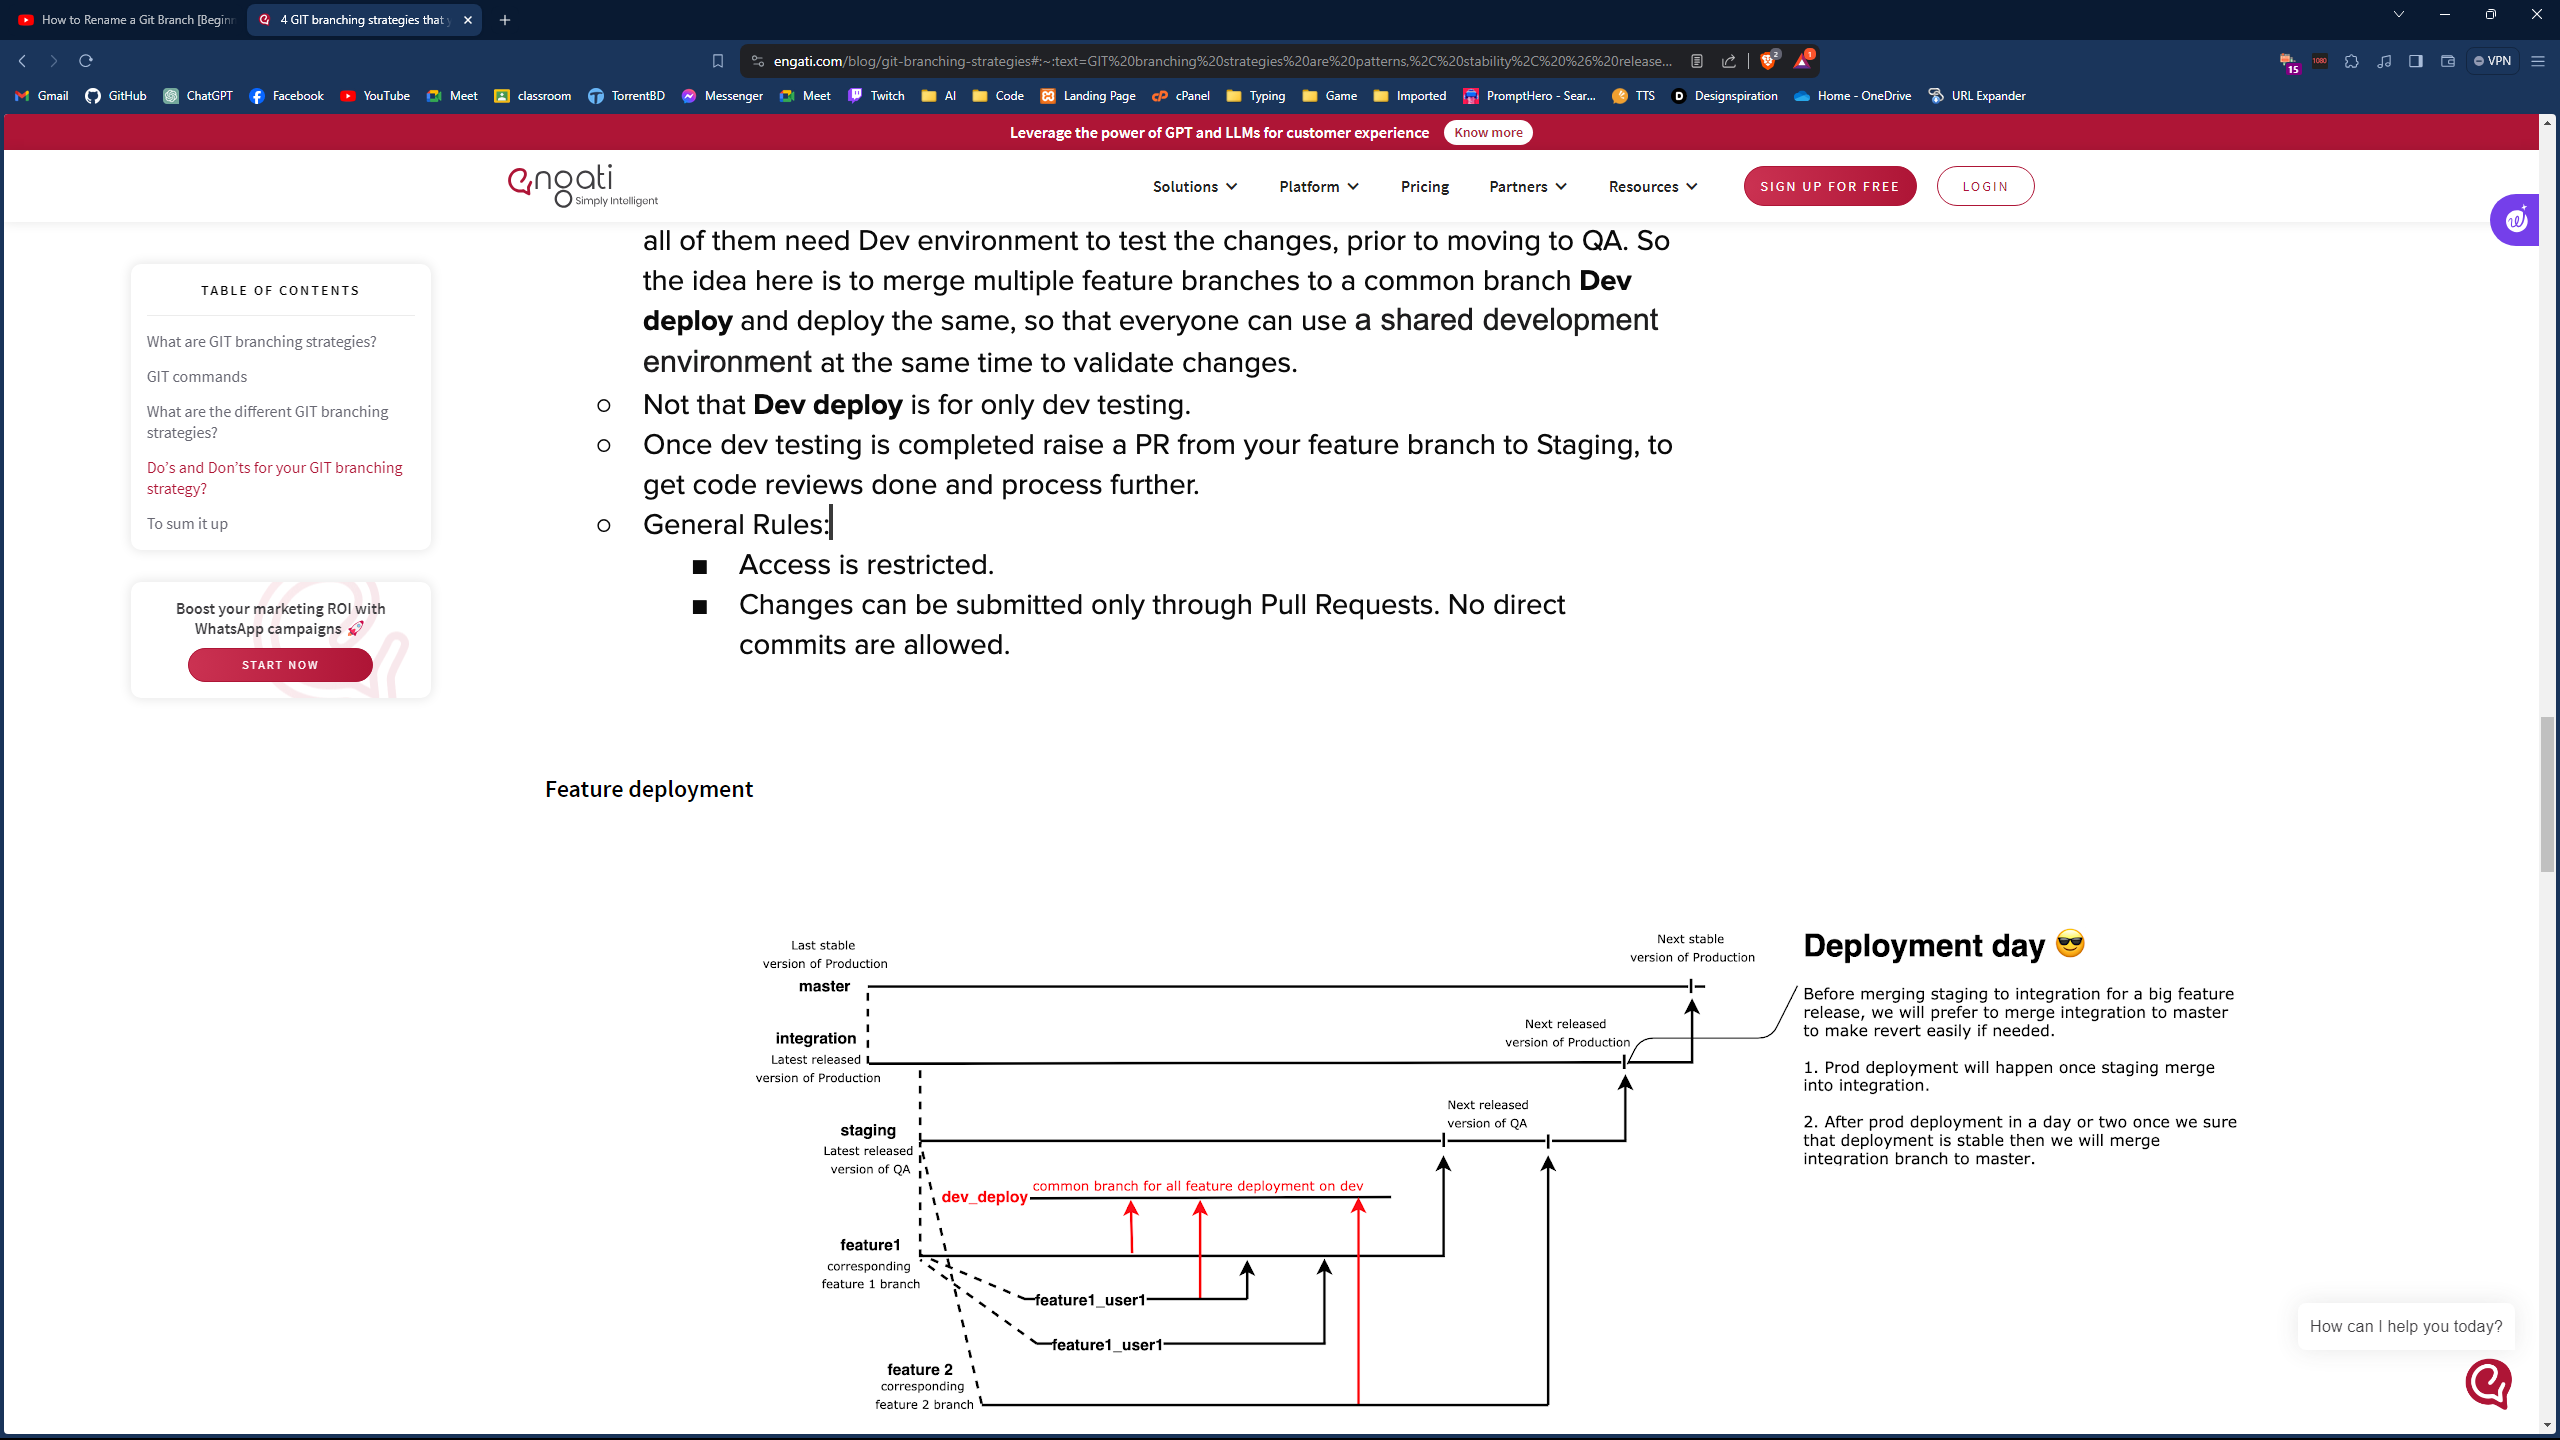 How to Rename a Git Branch [Beginn
4 GIT branching strategies that y
engati.com/blog/git-branching-strategies#:~:text=GIT%20branching%20strategies%20are%20patterns,%2C%20stability%2C%20%26%20release...
2
1
15
1080
VPN
Gmail GitHub ChatGPT Facebook YouTube Meet classroom TorrentBD Messenger Meet Twitch AI Code Landing Page cPanel Typing Game Imported PromptHero - Sear... TTS Designspiration Home - OneDrive URL Expander
Leverage the power of GPT and LLMs for customer experience Know more
engati
Simply Intelligent
Solutions Platform Pricing Partners Resources SIGN UP FOR FREE LOGIN
TABLE OF CONTENTS
What are GIT branching strategies?
GIT commands
What are the different GIT branching
strategies?
Do's and Don'ts for your GIT branching
strategy?
To sum it up
Boost your marketing ROI with
WhatsApp campaigns 🚀
START NOW
all of them need Dev environment to test the changes, prior to moving to QA. So
the idea here is to merge multiple feature branches to a common branch Dev
deploy and deploy the same, so that everyone can use a shared development
environment at the same time to validate changes.
○ Not that Dev deploy is for only dev testing.
○ Once dev testing is completed raise a PR from your feature branch to Staging, to
get code reviews done and process further.
○ General Rules:
■ Access is restricted.
■ Changes can be submitted only through Pull Requests. No direct
commits are allowed.
Feature deployment
Last stable
version of Production
master
integration
Latest released
version of Production
staging
Latest released
version of QA
dev_deploy
common branch for all feature deployment on dev
feature1
corresponding
feature 1 branch
feature1_user1
feature1_user1
feature 2
corresponding
feature 2 branch
Next released
version of QA
Next released
version of Production
Next stable
version of Production
Deployment day 😎
Before merging staging to integration for a big feature
release, we will prefer to merge integration to master
to make revert easily if needed.
1. Prod deployment will happen once staging merge
into integration.
2. After prod deployment in a day or two once we sure
that deployment is stable then we will merge
integration branch to master.
How can I help you today?